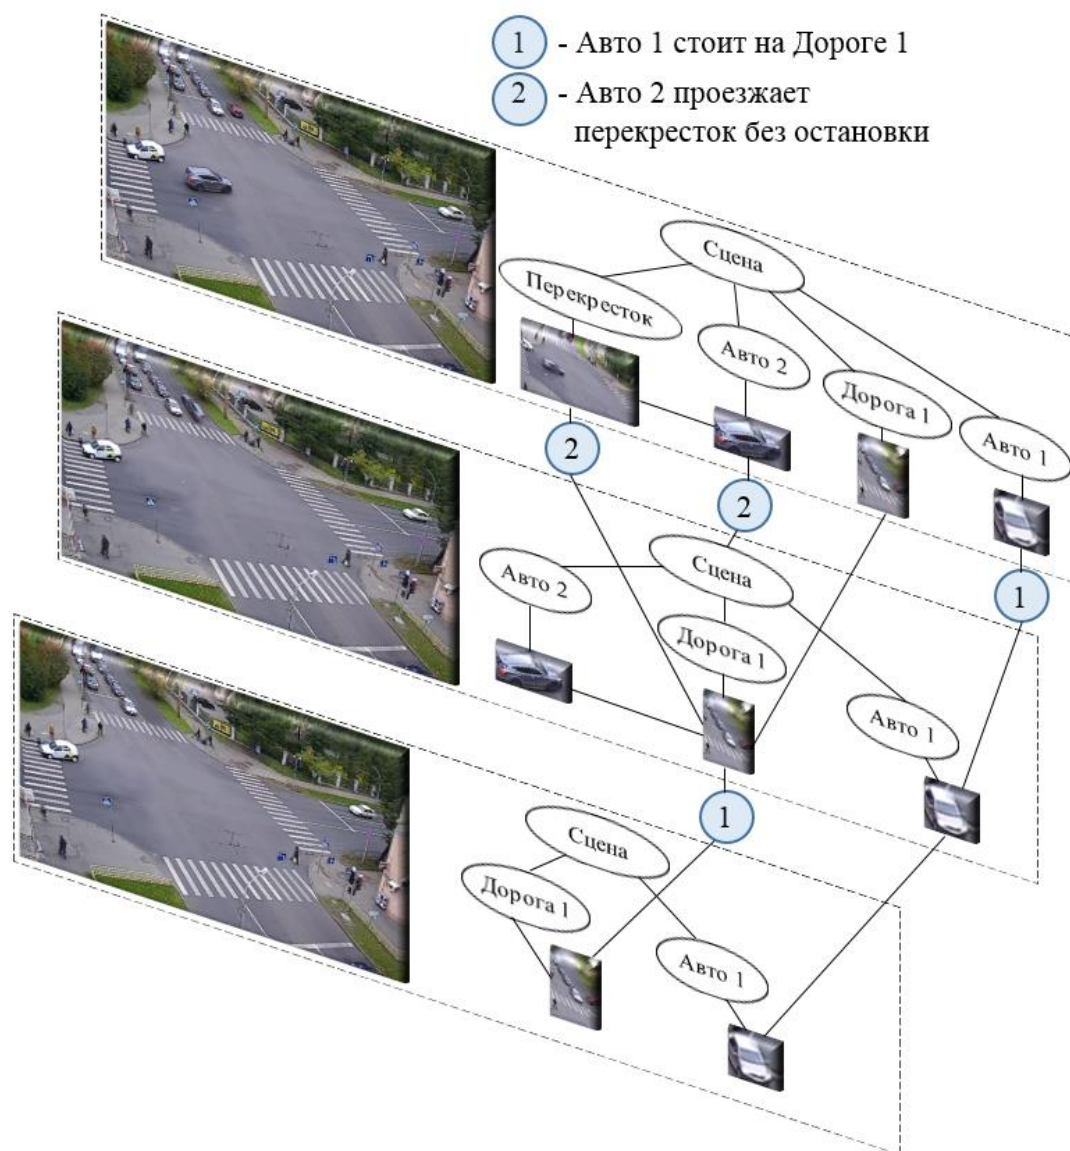 1 - Авто 1 стоит на Дороге 1
2 - Авто 2 проезжает
перекресток без остановки
Сцена
Перекресток
Авто 2
Дорога 1
Авто 1
2
2
Сцена
Авто 2
1
Дорога 1
Авто 1
1
Сцена
Дорога 1
Авто 1